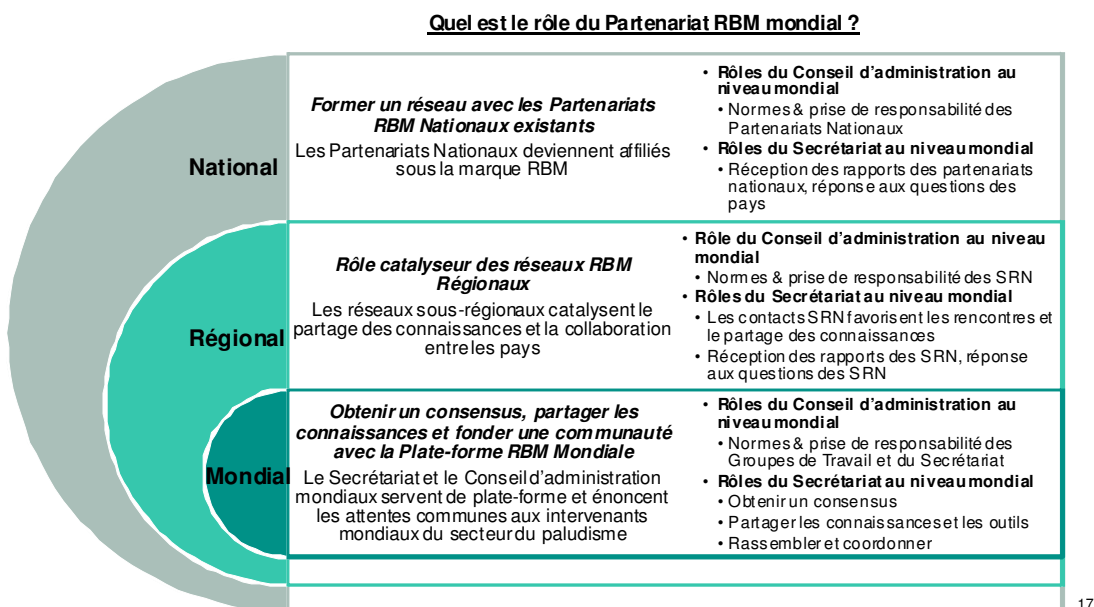 Quel est le rôle du Partenariat RBM mondial ?
National
Former un réseau avec les Partenariats
RBM Nationaux existants
Les Partenariats Nationaux deviennent affiliés
sous la marque RBM
• Rôles du Conseil d'administration au
niveau mondial
• Normes & prise de responsabilité des
Partenariats Nationaux
• Rôles du Secrétariat au niveau mondial
• Réception des rapports des partenariats
nationaux, réponse aux questions des
pays
Régional
Rôle catalyseur des réseaux RBM
Régionaux
Les réseaux sous-régionaux catalysent le
partage des connaissances et la collaboration
entre les pays
• Rôle du Conseil d'administration au niveau
mondial
• Normes & prise de responsabilité des SRN
• Rôles du Secrétariat au niveau mondial
• Les contacts SRN favorisent les rencontres et
le partage des connaissances
• Réception des rapports des SRN, réponse
aux questions des SRN
Mondial
Obtenir un consensus, partager les
connaissances et fonder une communauté
avec la Plate-forme RBM Mondiale
Le Secrétariat et le Conseil d'administration
mondiaux servent de plate-forme et énoncent
les attentes communes aux intervenants
mondiaux du secteur du paludisme
• Rôles du Conseil d'administration au
niveau mondial
• Normes & prise de responsabilité des
Groupes de Travail et du Secrétariat
• Rôles du Secrétariat au niveau mondial
• Obtenir un consensus
• Partager les connaissances et les outils
• Rassembler et coordonner
17